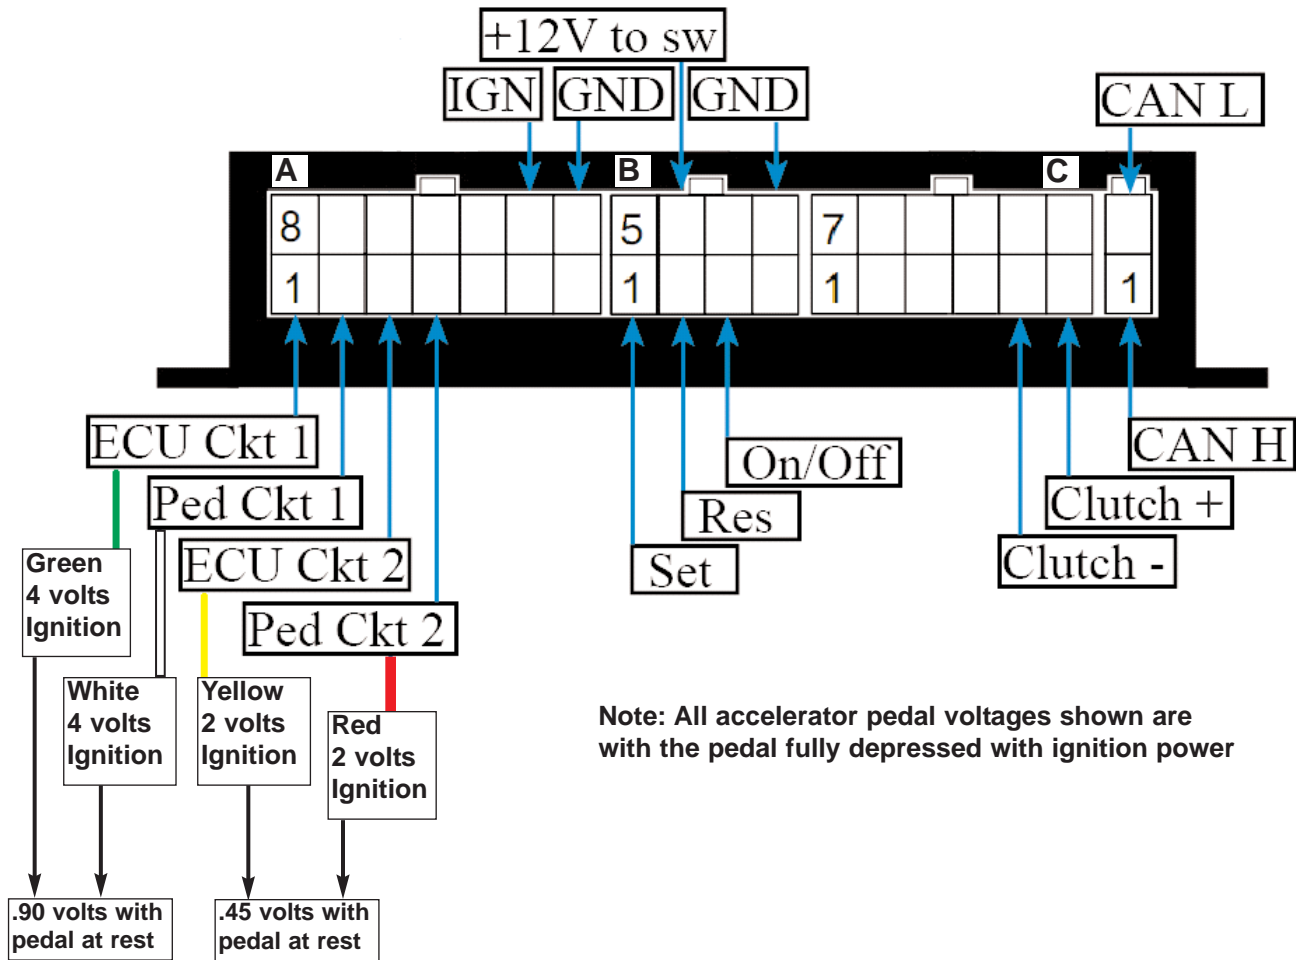 +12V to sw
IGN
GND
GND
CAN L
A
B
C
8
5
7
1
1
1
1
ECU Ckt 1
Ped Ckt 1
ECU Ckt 2
Ped Ckt 2
On/Off
Res
Set
CAN H
Clutch +
Clutch -
Green
4 volts
Ignition
White
4 volts
Ignition
Yellow
2 volts
Ignition
Red
2 volts
Ignition
Note: All accelerator pedal voltages shown are
with the pedal fully depressed with ignition power
.90 volts with
pedal at rest
.45 volts with
pedal at rest